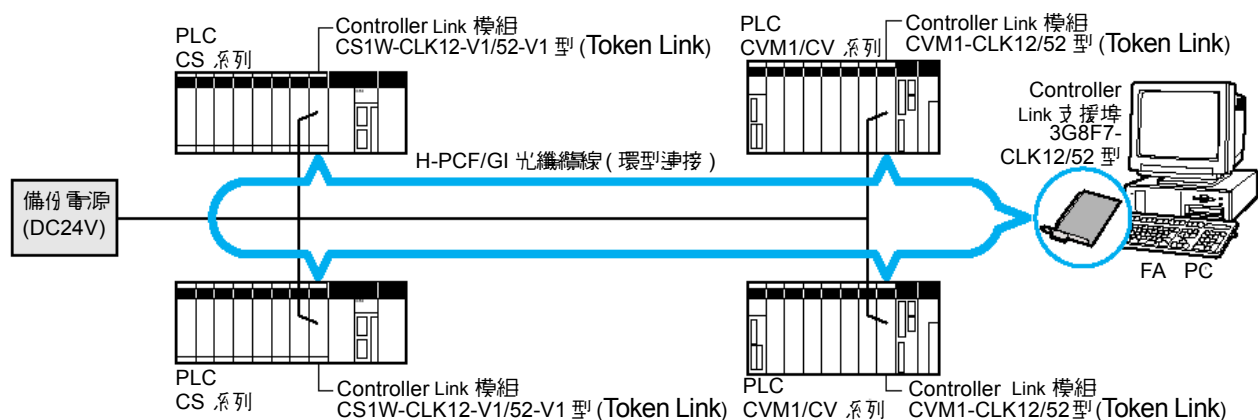 PLC
CS 系列
Controller Link 模組
CS1W-CLK12-V1/52-V1 型 (Token Link)
PLC
CVM1/CV 系列
Controller Link 模組
CVM1-CLK12/52 型 (Token Link)
Controller
Link 支援埠
3G8F7-
CLK12/52 型
H-PCF/GI 光纖纜線 ( 環型連接 )
備份電源
(DC24V)
FA PC
PLC
CS 系列
Controller Link 模組
CS1W-CLK12-V1/52-V1 型 (Token Link)
PLC
CVM1/CV 系列
Controller Link 模組
CVM1-CLK12/52 型 (Token Link)